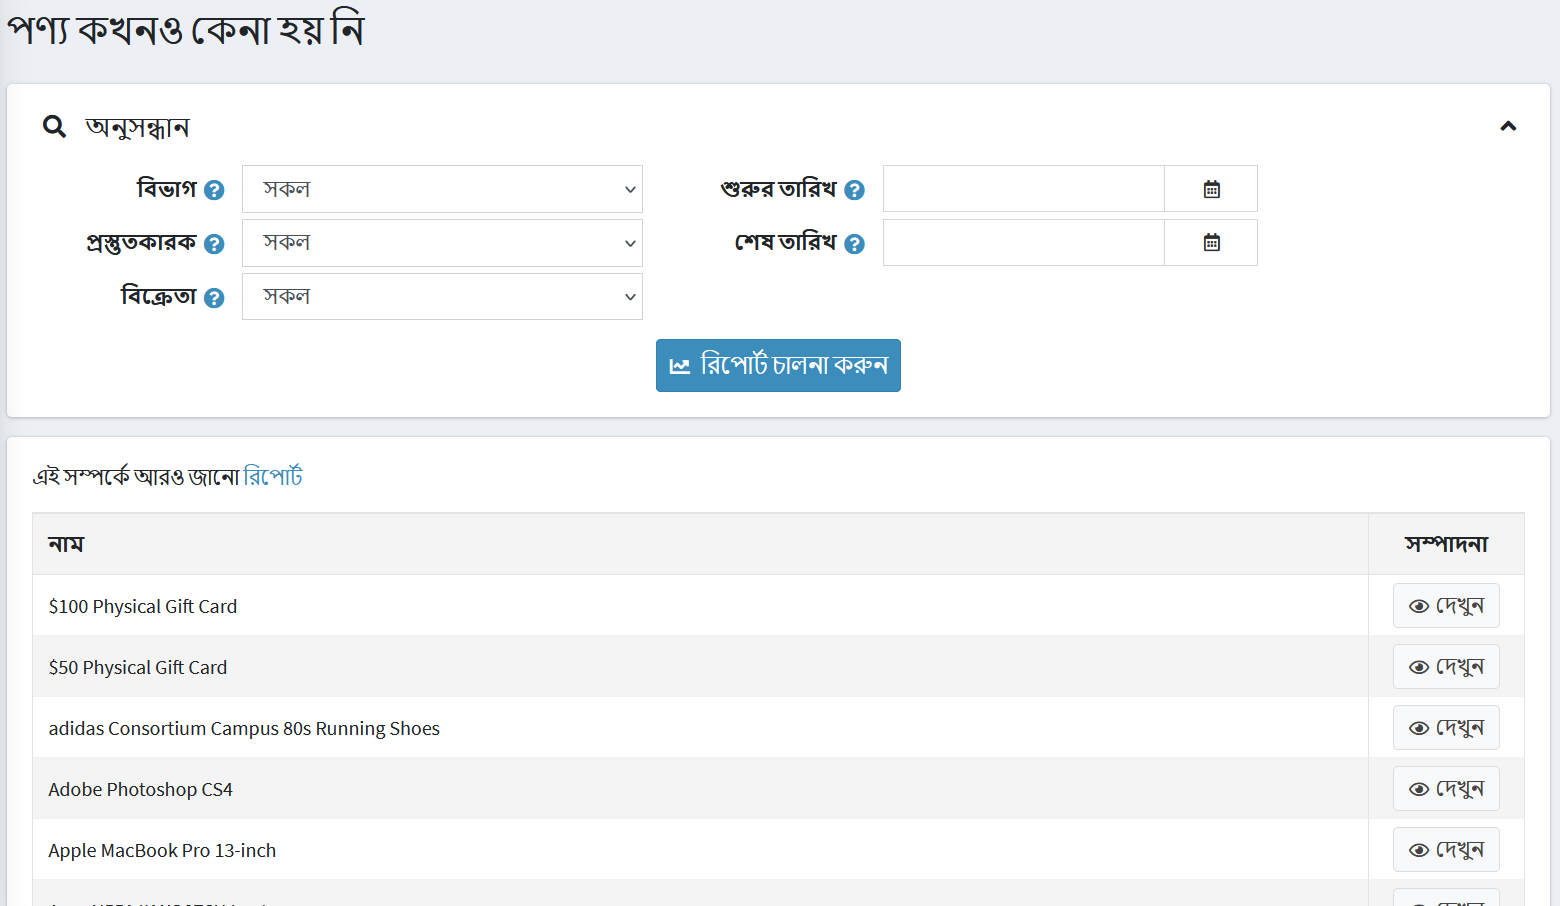 পণ্য কখনও কেনা হয় নি
অনুসন্ধান
বিভাগ
সকল
শুরুর তারিখ
প্রস্তুতকারক
সকল
শেষ তারিখ
বিক্রেতা
সকল
রিপোর্ট চালনা করুন
এই সম্পর্কে আরও জানো রিপোর্ট
নাম
সম্পাদনা
$100 Physical Gift Card
দেখুন
$50 Physical Gift Card
দেখুন
adidas Consortium Campus 80s Running Shoes
দেখুন
Adobe Photoshop CS4
দেখুন
Apple MacBook Pro 13-inch
দেখুন